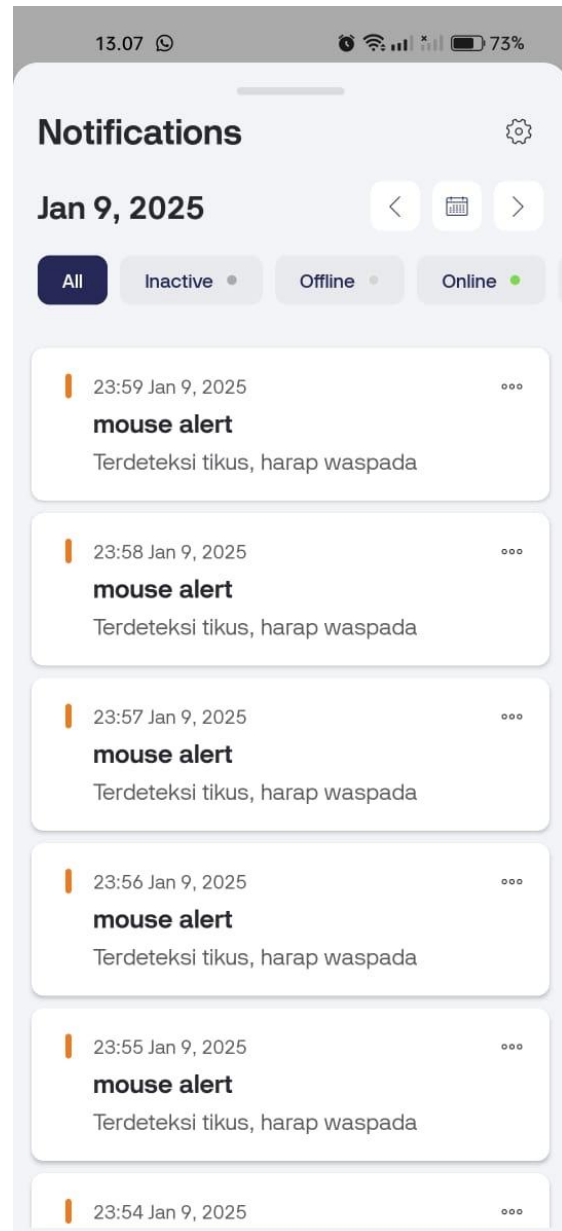 13.07 73%
Notifications
Jan 9, 2025
All Inactive Offline Online
23:59 Jan 9, 2025
mouse alert
Terdeteksi tikus, harap waspada
23:58 Jan 9, 2025
mouse alert
Terdeteksi tikus, harap waspada
23:57 Jan 9, 2025
mouse alert
Terdeteksi tikus, harap waspada
23:56 Jan 9, 2025
mouse alert
Terdeteksi tikus, harap waspada
23:55 Jan 9, 2025
mouse alert
Terdeteksi tikus, harap waspada
23:54 Jan 9, 2025